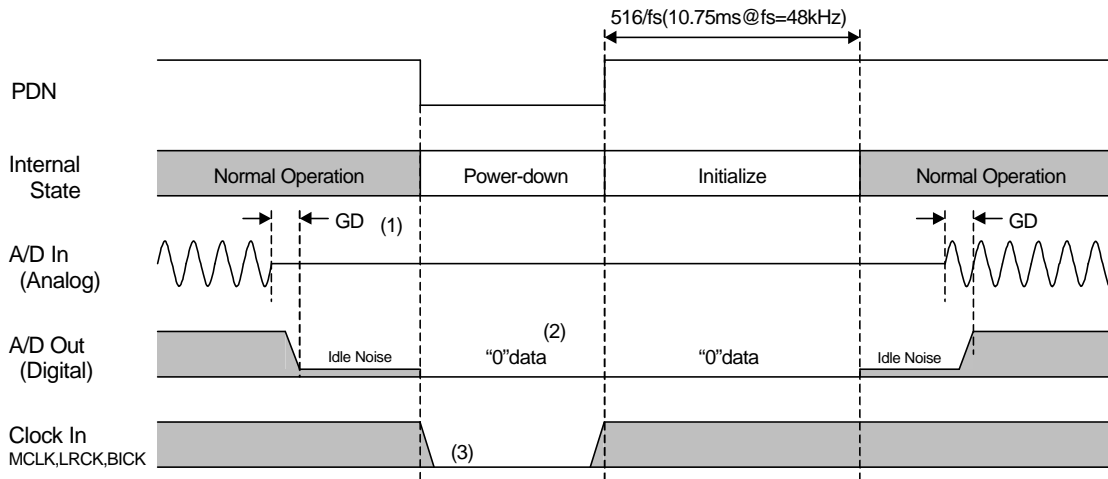 516/fs(10.75ms@fs=48kHz)
PDN
Internal
State
Normal Operation
Power-down
Initialize
Normal Operation
GD
(1)
GD
A/D In
(Analog)
A/D Out
(Digital)
Idle Noise
(2)
“0”data
“0”data
Idle Noise
Clock In
MCLK,LRCK,BICK
(3)